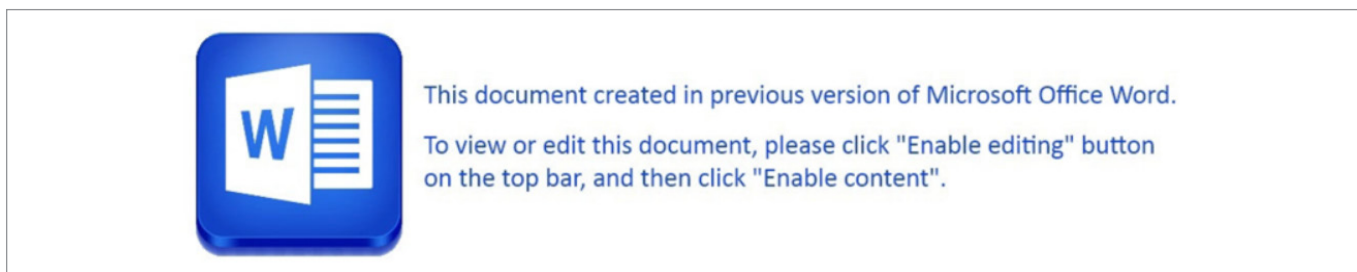 W
This document created in previous version of Microsoft Office Word.
To view or edit this document, please click "Enable editing" button
on the top bar, and then click "Enable content".